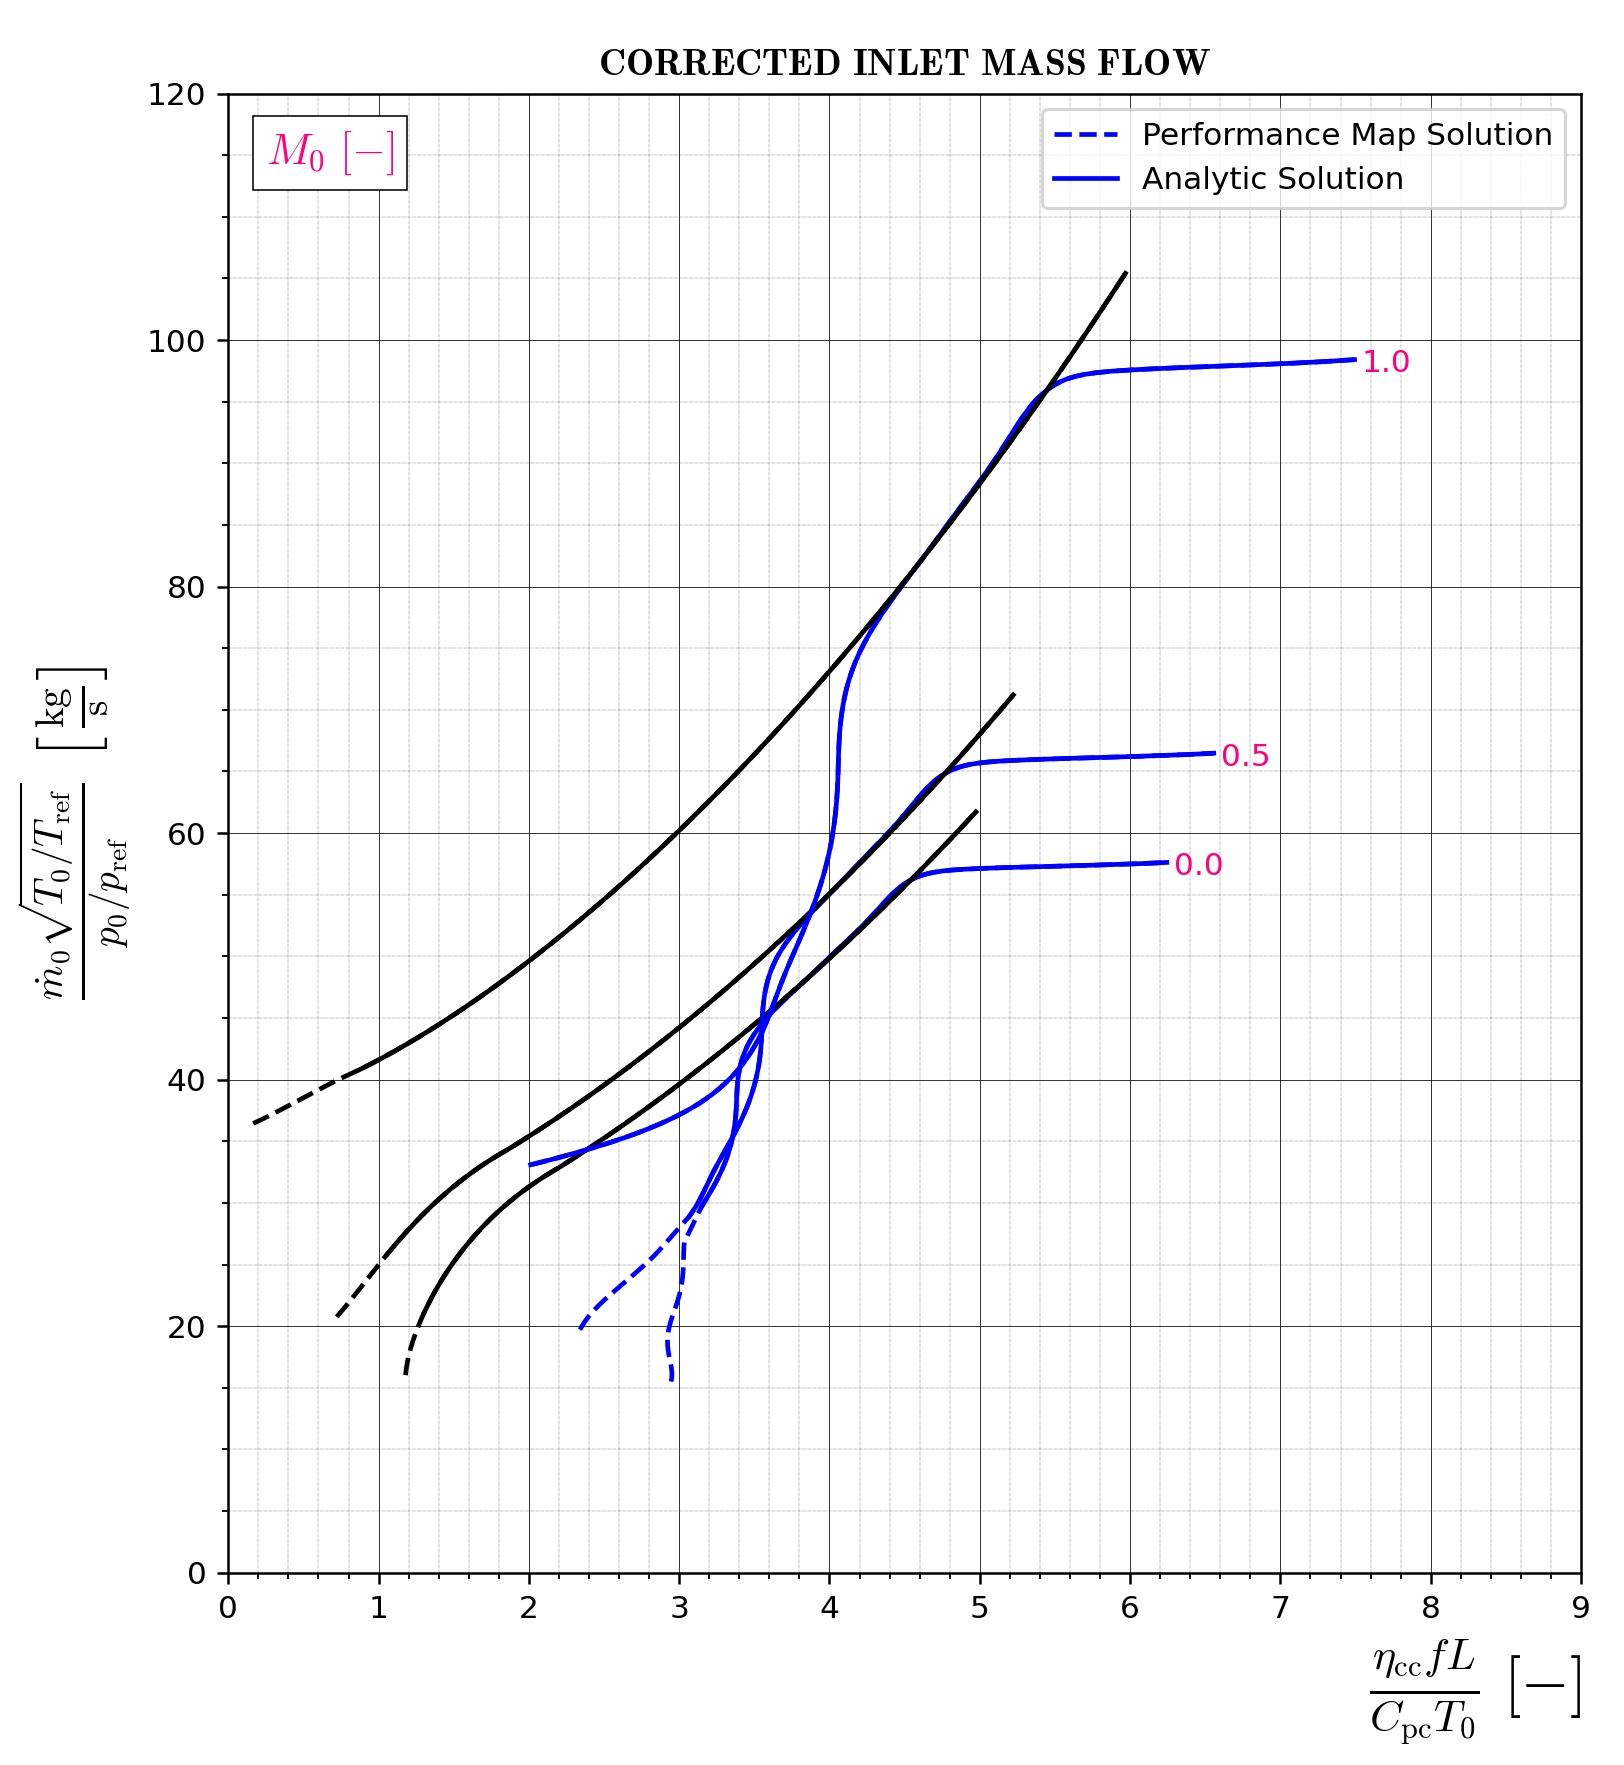 CORRECTED INLET MASS FLOW
M₀ [−]
Performance Map Solution
Analytic Solution
120
100
80
60
40
20
0
ṁ₀√(T₀/T_ref) / (p₀/p_ref) [kg/s]
1.0
0.5
0.0
0 1 2 3 4 5 6 7 8 9
η_cc f L / (C_pc T₀) [−]